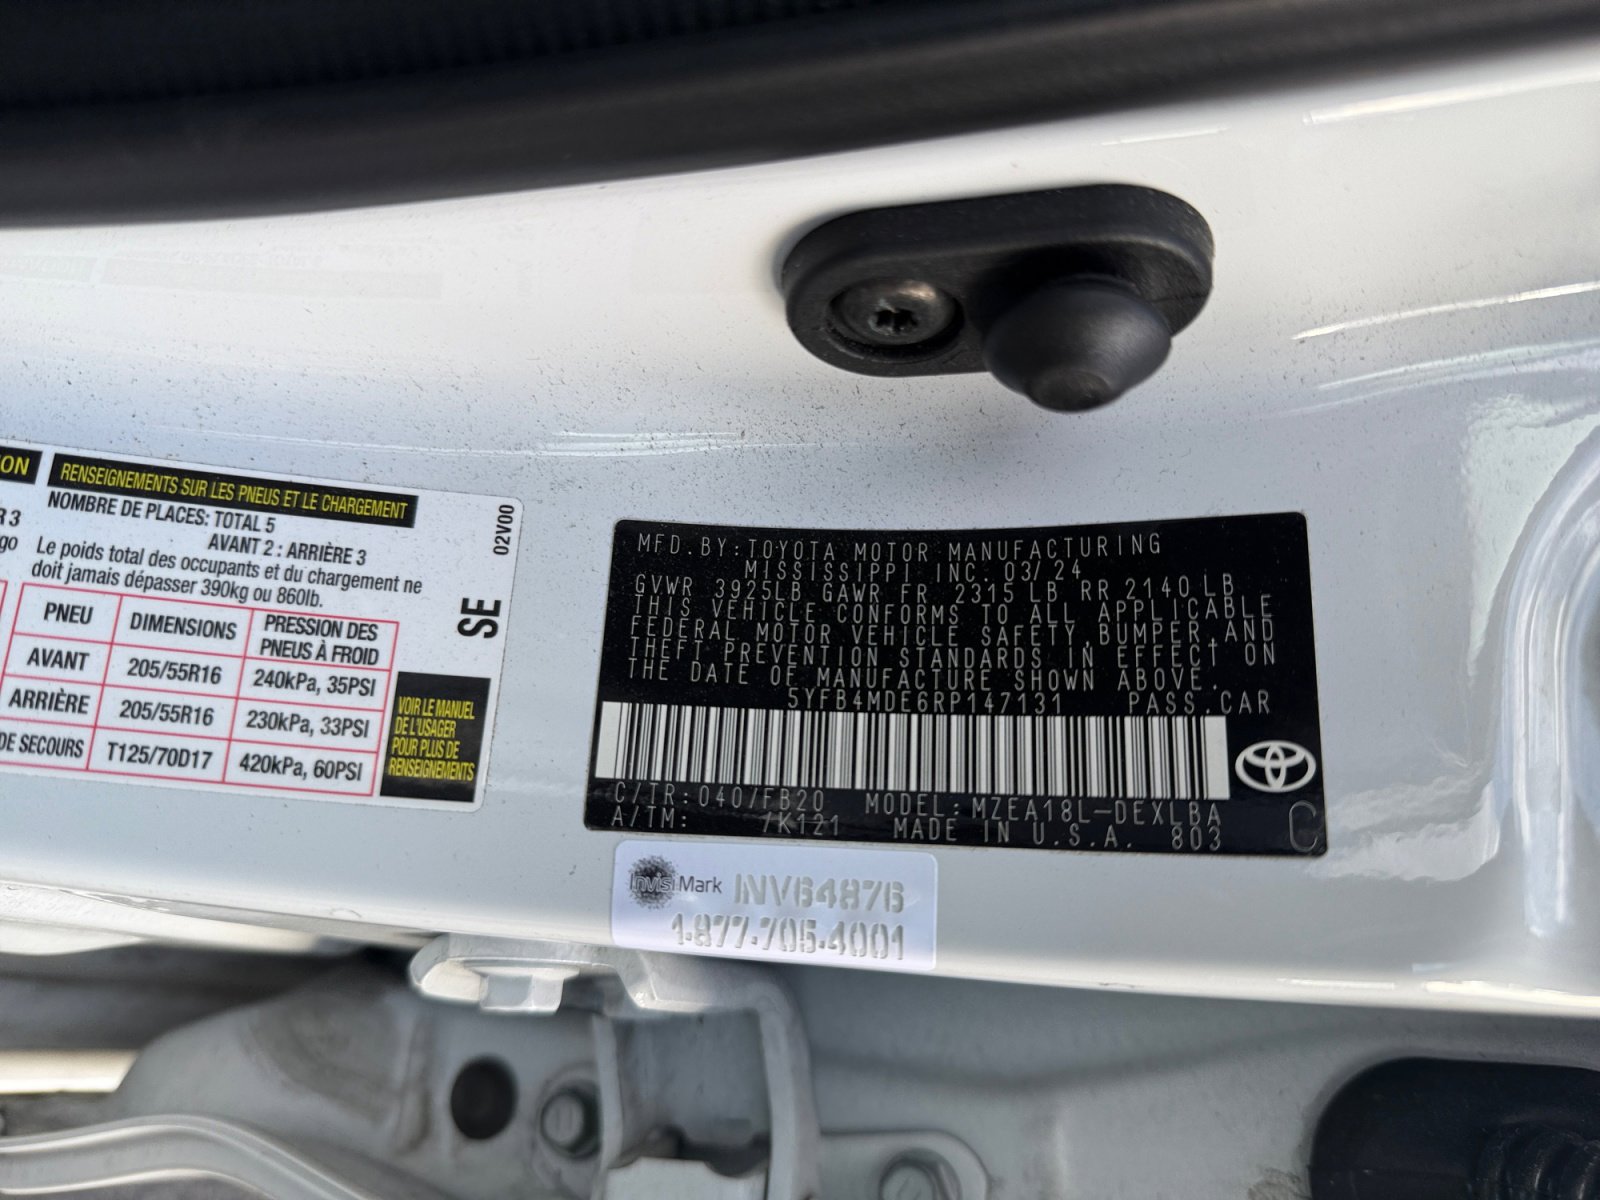 ON
R 3
go
RENSEIGNEMENTS SUR LES PNEUS ET LE CHARGEMENT
NOMBRE DE PLACES: TOTAL 5
AVANT 2 : ARRIÈRE 3
Le poids total des occupants et du chargement ne
doit jamais dépasser 390kg ou 860lb.
PNEU DIMENSIONS PRESSION DES
PNEUS À FROID
AVANT 205/55R16 240kPa, 35PSI
ARRIÈRE 205/55R16 230kPa, 33PSI
DE SECOURS T125/70D17 420kPa, 60PSI
02V00
SE
VOIR LE MANUEL
DE L'USAGER
POUR PLUS DE
RENSEIGNEMENTS
MFD.BY:TOYOTA MOTOR MANUFACTURING
MISSISSIPPI INC. 03/24
GVWR 3925LB GAWR FR 2315 LB RR 2140 LB
THIS VEHICLE CONFORMS TO ALL APPLICABLE
FEDERAL MOTOR VEHICLE SAFETY,BUMPER,AND
THEFT PREVENTION STANDARDS IN EFFECT ON
THE DATE OF MANUFACTURE SHOWN ABOVE.
5YFB4MDE6RP147131 PASS.CAR
C/TR:040/FB20 MODEL:MZEA18L-DEXLBA
A/TM: /K121 MADE IN U.S.A. 803
C
InvisiMark INV64876
1-877-705-4001